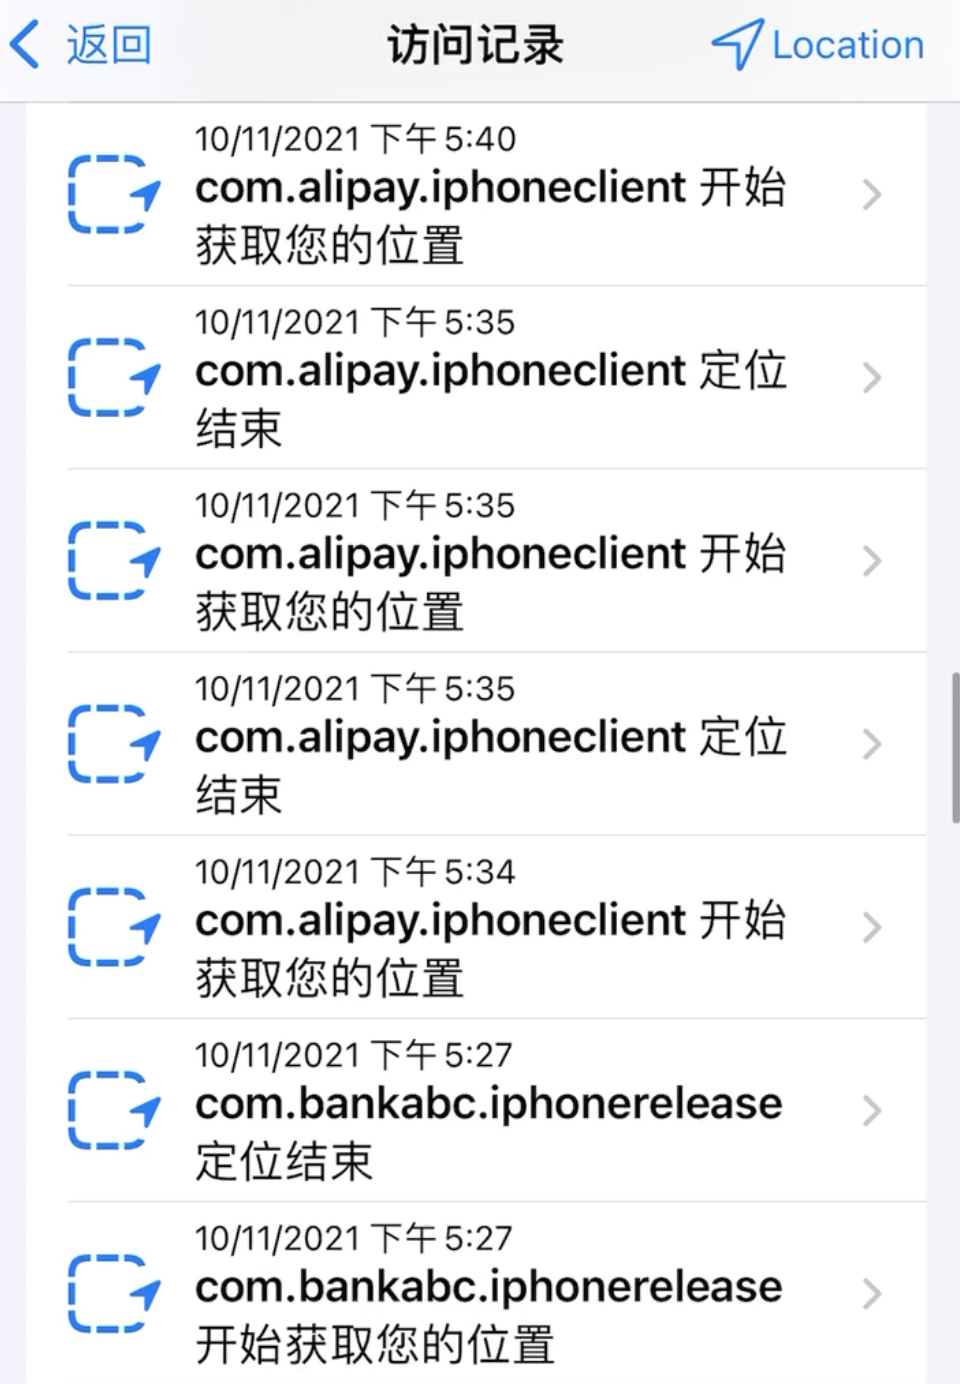 返回
访问记录
Location
10/11/2021 下午 5:40
com.alipay.iphoneclient 开始
获取您的位置
10/11/2021 下午 5:35
com.alipay.iphoneclient 定位
结束
10/11/2021 下午 5:35
com.alipay.iphoneclient 开始
获取您的位置
10/11/2021 下午 5:35
com.alipay.iphoneclient 定位
结束
10/11/2021 下午 5:34
com.alipay.iphoneclient 开始
获取您的位置
10/11/2021 下午 5:27
com.bankabc.iphonerelease
定位结束
10/11/2021 下午 5:27
com.bankabc.iphonerelease
开始获取您的位置